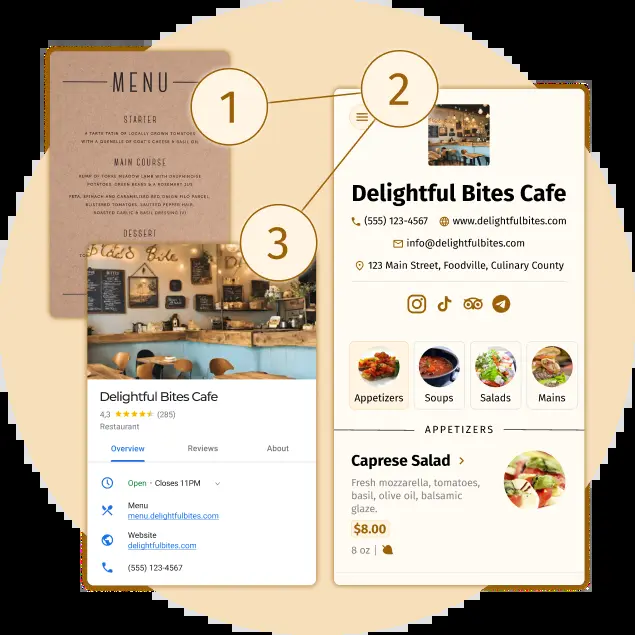 MENU
STARTER
A TARTE TATIN OF LOCALLY GROWN TOMATOES
WITH A QUENELLE OF GOAT'S CHEESE & BASIL OIL
MAIN COURSE
RUMP OF FORGE MEADOW LAMB WITH DAUPHINOISE
POTATOES, GREEN BEANS & A ROSEMARY JUS
FETA, SPINACH AND CARAMELISED RED ONION FILO PARCEL,
BLISTERED TOMATOES, SAUTEED PEPPER
ROASTED GARLIC & BASIL DRESSING (V)
DESSERT
1
2
3
Delightful Bites Cafe
4,3 (285)
Restaurant
Overview Reviews About
Open · Closes 11PM
Menu
menu.delightfulbites.com
Website
delightfulbites.com
(555) 123-4567
Delightful Bites Cafe
(555) 123-4567 www.delightfulbites.com
info@delightfulbites.com
123 Main Street, Foodville, Culinary County
Appetizers Soups Salads Mains
APPETIZERS
Caprese Salad
Fresh mozzarella, tomatoes,
basil, olive oil, balsamic
glaze.
$8.00
8 oz |